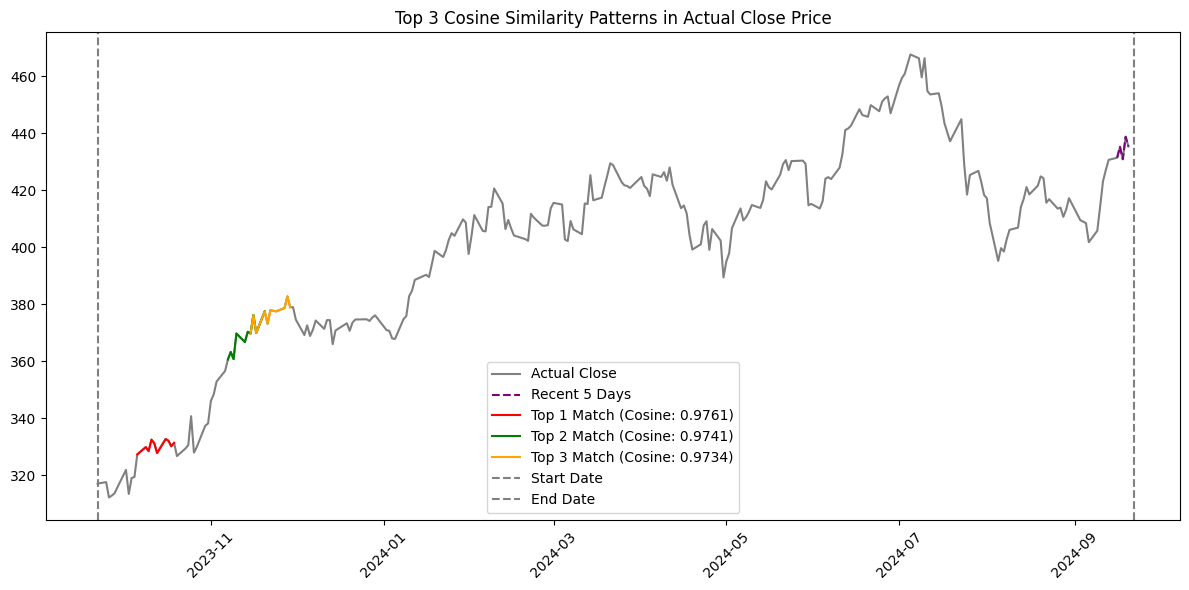 Top 3 Cosine Similarity Patterns in Actual Close Price
460
440
420
400
380
360
340
320
Actual Close
Recent 5 Days
Top 1 Match (Cosine: 0.9761)
Top 2 Match (Cosine: 0.9741)
Top 3 Match (Cosine: 0.9734)
Start Date
End Date
2023-11
2024-01
2024-03
2024-05
2024-07
2024-09